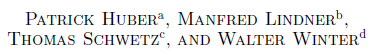 Patrick Huberᵃ, Manfred Lindnerᵇ,
Thomas Schwetzᶜ, and Walter Winterᵈ